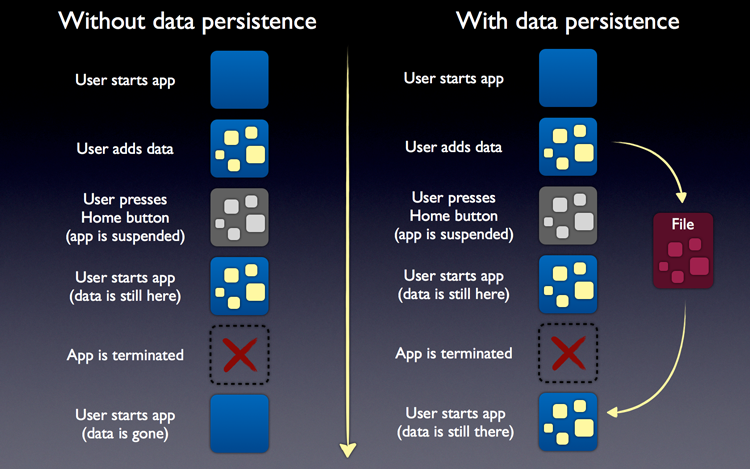 Without data persistence
User starts app
User adds data
User presses
Home button
(app is suspended)
User starts app
(data is still here)
App is terminated
User starts app
(data is gone)
With data persistence
User starts app
User adds data
User presses
Home button
(app is suspended)
User starts app
(data is still here)
App is terminated
User starts app
(data is still there)
File